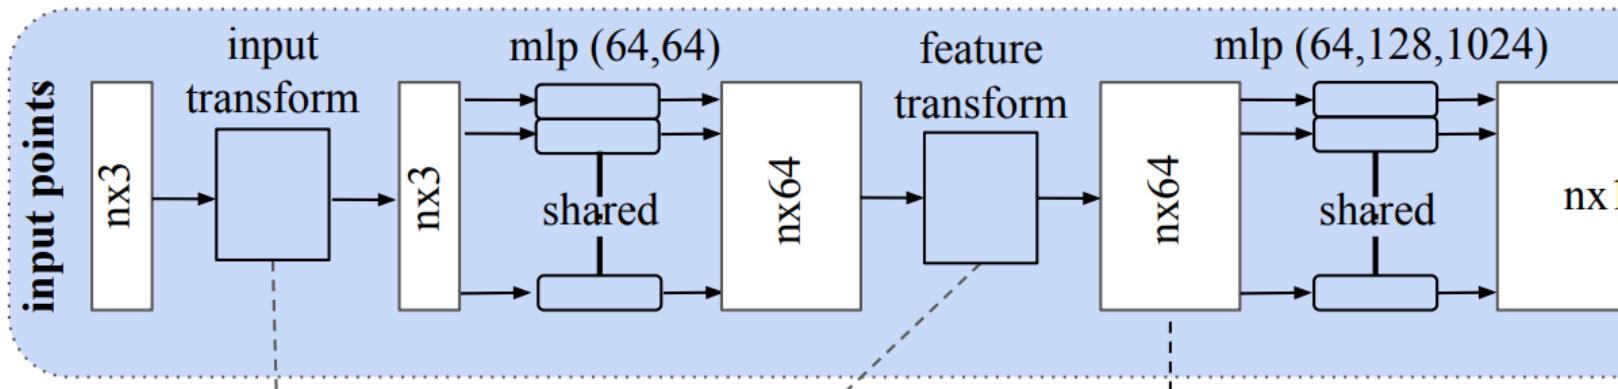 input points
nx3
input
transform
nx3
mlp (64,64)
shared
nx64
feature
transform
nx64
mlp (64,128,1024)
shared
nx1